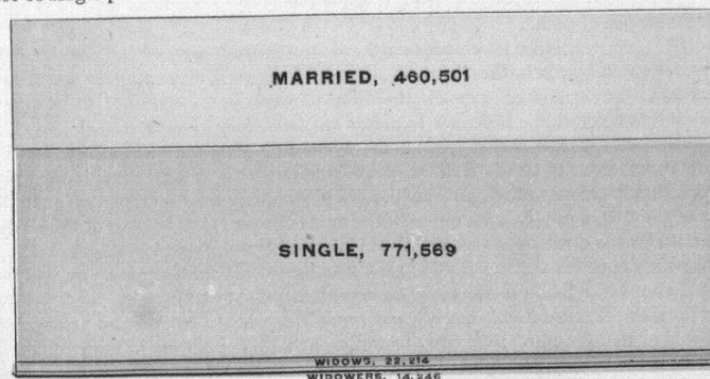 MARRIED, 460,501
SINGLE, 771,569
WIDOWS, 22,214
WIDOWERS, 14,246